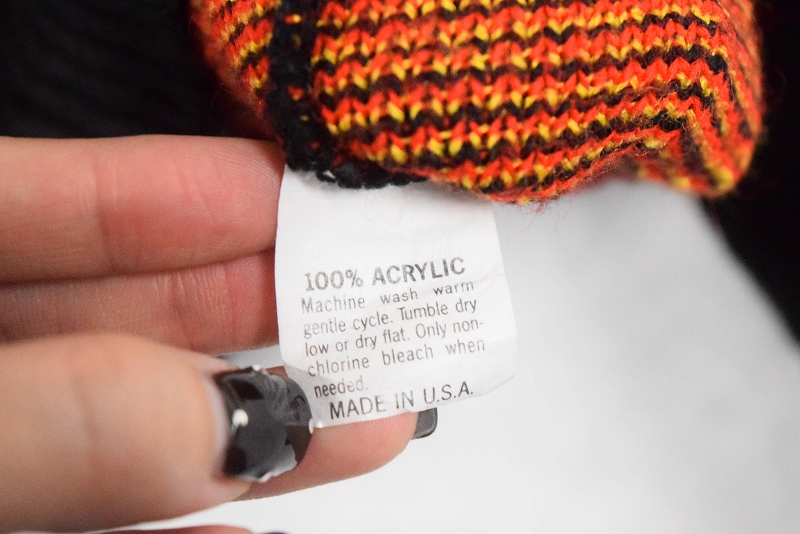 100% ACRYLIC
Machine wash warm
gentle cycle. Tumble dry
low or dry flat. Only non-
chlorine bleach when
needed.
MADE IN U.S.A.